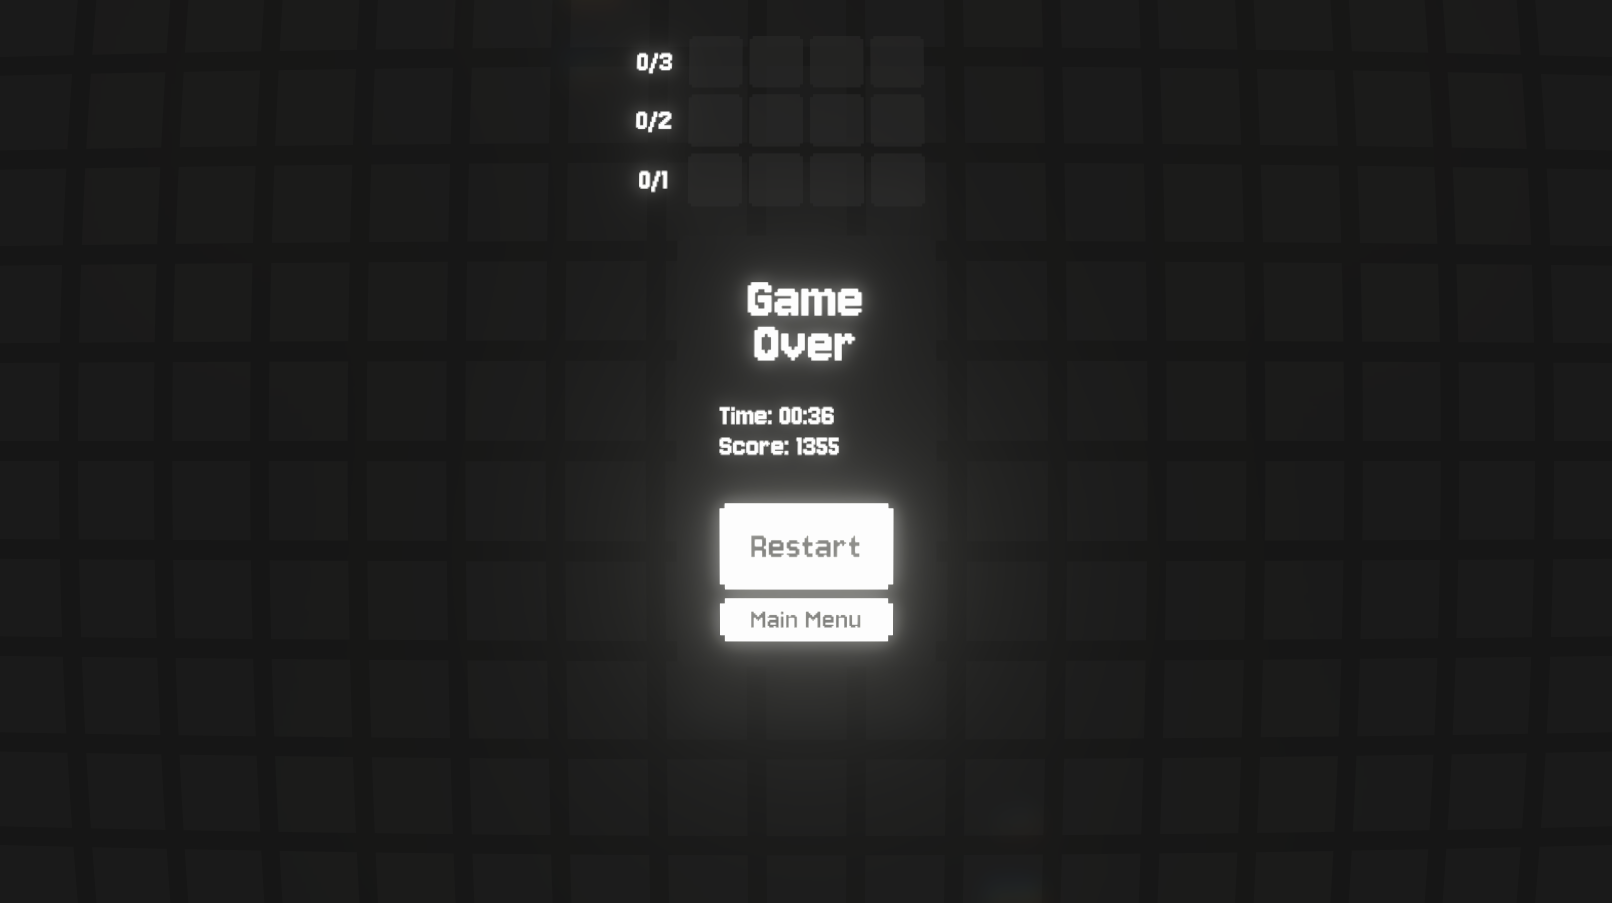 0/3
0/2
0/1
Game
Over
Time: 00:36
Score: 1355
Restart
Main Menu